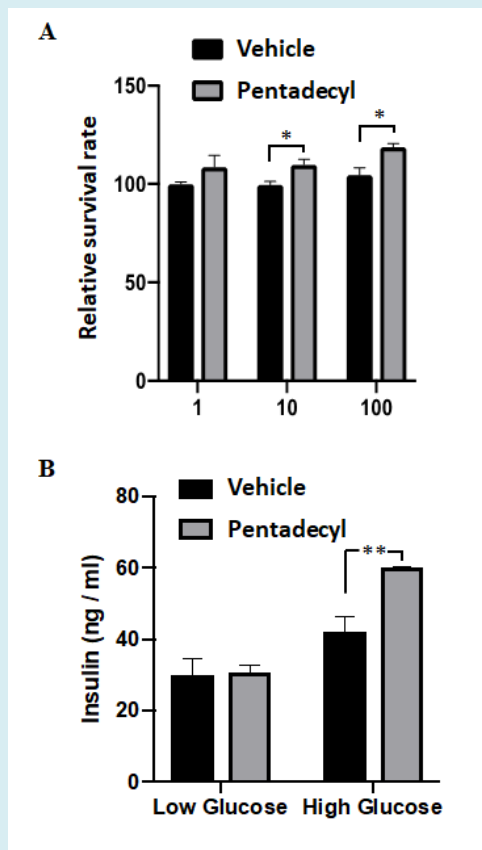 A
Vehicle
Pentadecyl
Relative survival rate
150
100
50
0
*
*
1 10 100
B
Vehicle
Pentadecyl
Insulin (ng / ml)
80
60
40
20
0
**
Low Glucose High Glucose